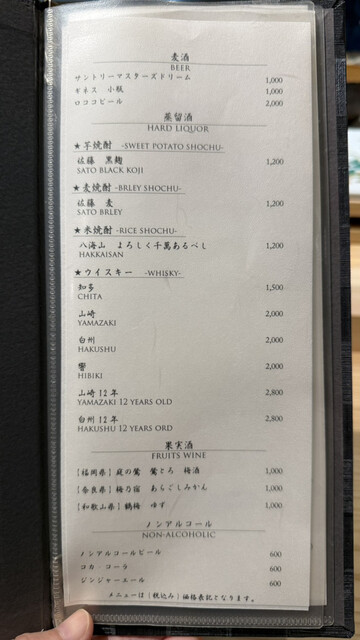 麦酒
BEER
サントリーマスターズドリーム 1,000
ギネス 小瓶 1,000
ロココビール 2,000
蒸留酒
HARD LIQUOR
★芋焼酎 -SWEET POTATO SHOCHU-
佐藤 黒麹 1,200
SATO BLACK KOJI
★麦焼酎 -BRLEY SHOCHU-
佐藤 麦 1,200
SATO BRLEY
★米焼酎 -RICE SHOCHU-
八海山 よろしく千萬あるべし 1,200
HAKKAISAN
★ウイスキー -WHISKY-
知多 1,500
CHITA
山崎 2,000
YAMAZAKI
白州 2,000
HAKUSHU
響 2,000
HIBIKI
山崎12年 2,800
YAMAZAKI 12 YEARS OLD
白州12年 2,800
HAKUSHU 12 YEARS ORD
果実酒
FRUITS WINE
【福岡県】庭の鶯 鶯とろ 梅酒 1,000
【奈良県】梅乃宿 あらごしみかん 1,000
【和歌山県】鶴梅 ゆず 1,000
ノンアルコール
NON-ALCOHOLIC
ノンアルコールビール 600
コカ・コーラ 600
ジンジャーエール 600
メニューは(税込み)価格表記となります。